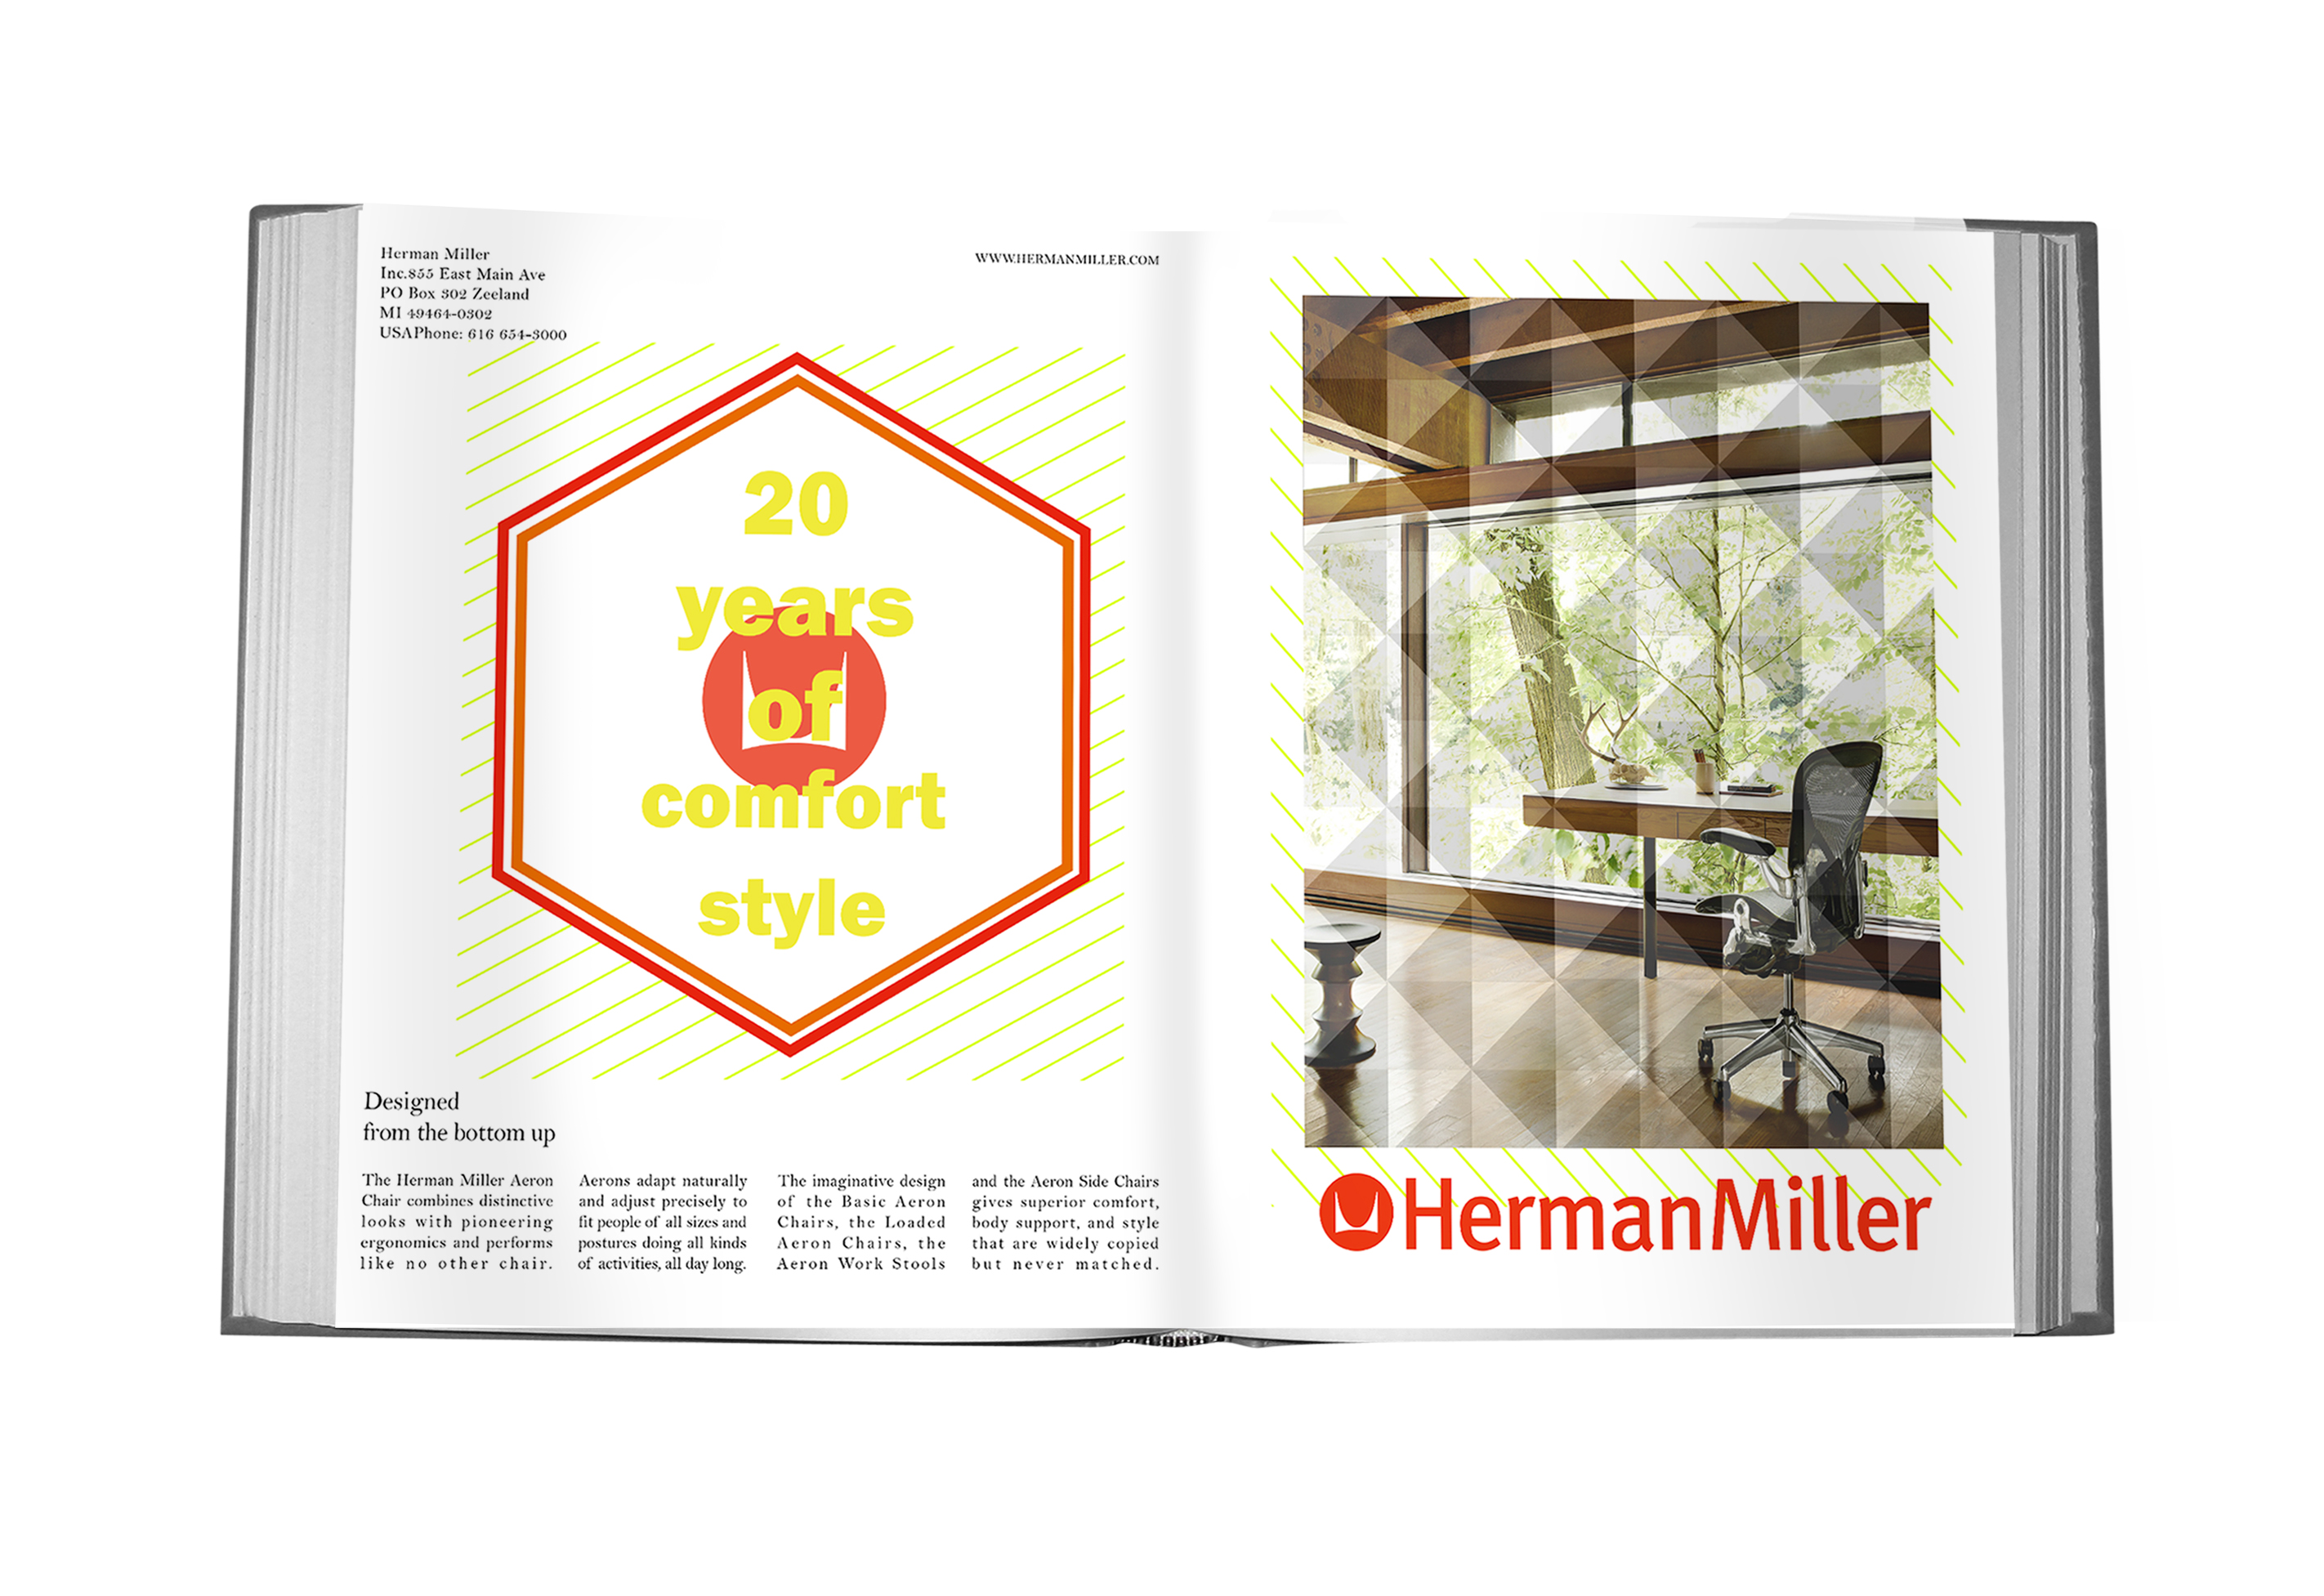 Herman Miller
Inc.855 East Main Ave
PO Box 302 Zeeland
MI 49464-0302
USAPhone: 616 654-3000
WWW.HERMANMILLER.COM
20
years
of
comfort
style
Designed
from the bottom up
The Herman Miller Aeron
Chair combines distinctive
looks with pioneering
ergonomics and performs
like no other chair.
Aerons adapt naturally
and adjust precisely to
fit people of all sizes and
postures doing all kinds
of activities, all day long.
The imaginative design
of the Basic Aeron
Chairs, the Loaded
Aeron Chairs, the
Aeron Work Stools
and the Aeron Side Chairs
gives superior comfort,
body support, and style
that are widely copied
but never matched.
HermanMiller